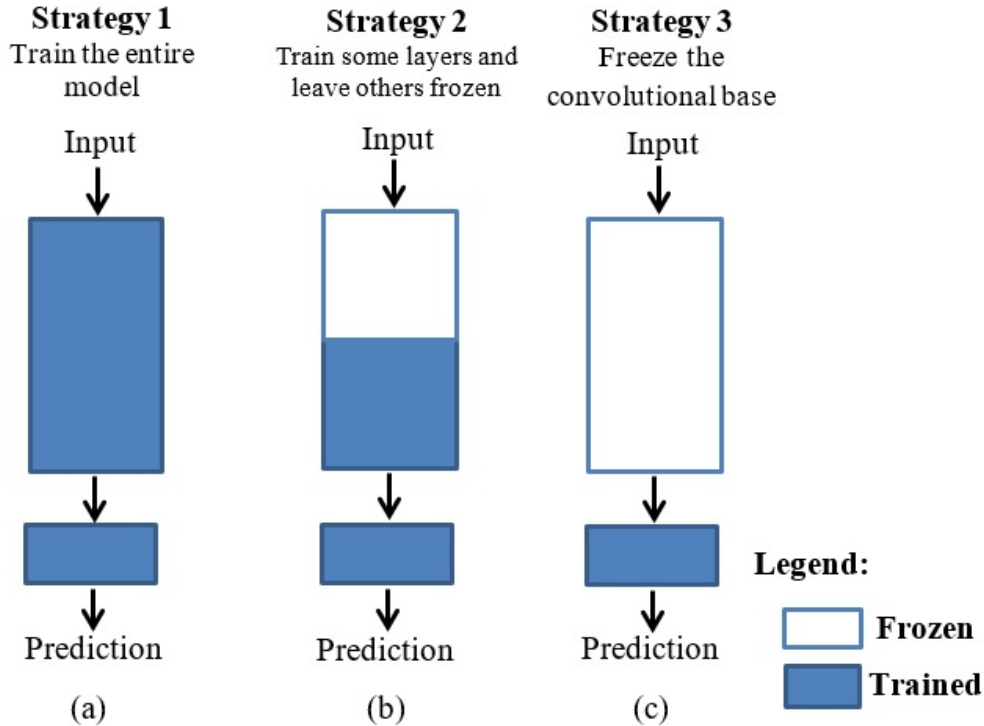 Strategy 1
Train the entire
model
Input
Prediction
(a)
Strategy 2
Train some layers and
leave others frozen
Input
Prediction
(b)
Strategy 3
Freeze the
convolutional base
Input
Prediction
(c)
Legend:
Frozen
Trained